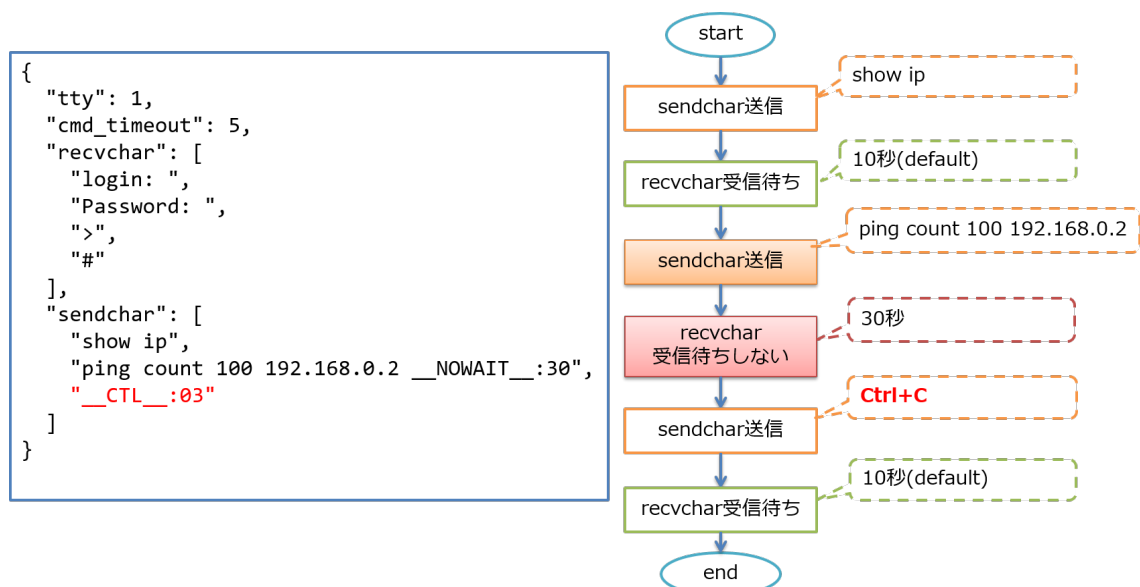 {
  "tty": 1,
  "cmd_timeout": 5,
  "recvchar": [
    "login: ",
    "Password: ",
    ">",
    "#"
  ],
  "sendchar": [
    "show ip",
    "ping count 100 192.168.0.2 __NOWAIT__:30",
    "__CTL__:03"
  ]
}
start
sendchar送信
show ip
recvchar受信待ち
10秒(default)
sendchar送信
ping count 100 192.168.0.2
recvchar
受信待ちしない
30秒
sendchar送信
Ctrl+C
recvchar受信待ち
10秒(default)
end